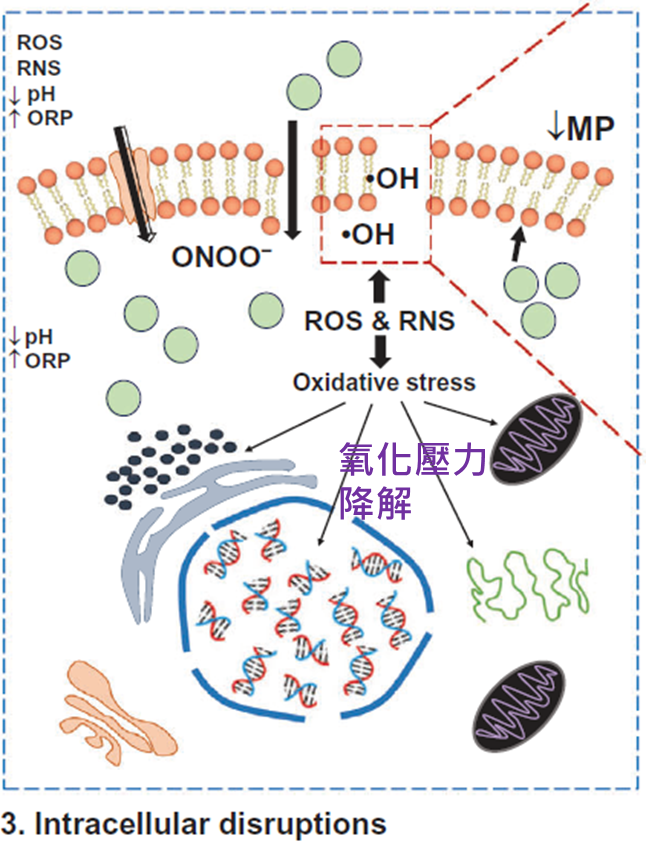 ROS
RNS
↓ pH
↑ ORP
↓MP
•OH
•OH
ONOO⁻
ROS & RNS
↓pH
↑ORP
Oxidative stress
氧化壓力
降解
3. Intracellular disruptions